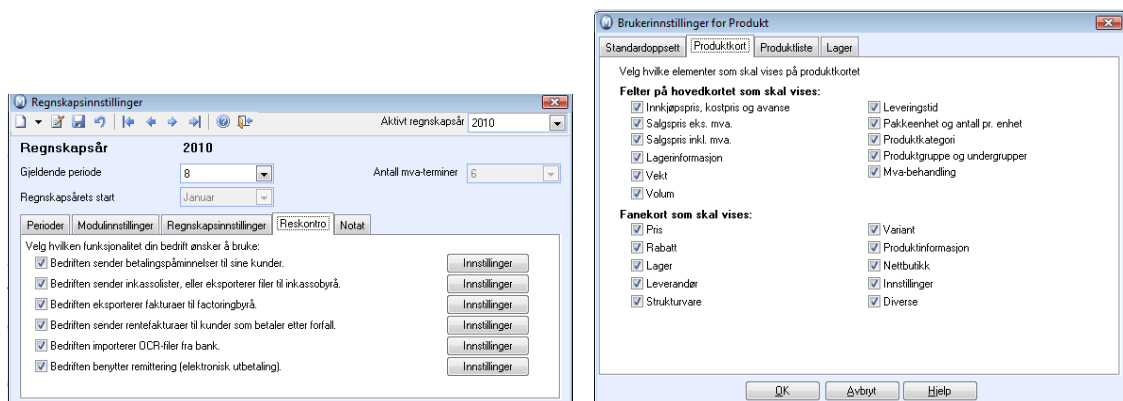 Regnskapsinnstillinger
Aktivt regnskapsår 2010
Regnskapsår 2010
Gjeldende periode 8 Antall mva-terminer 6
Regnskapsårets start Januar
Perioder Modulinnstillinger Regnskapsinnstillinger Reskontro Notat
Velg hvilken funksjonalitet din bedrift ønsker å bruke:
Bedriften sender betalingspåminnelser til sine kunder. Innstillinger
Bedriften sender inkassolister, eller eksporterer filer til inkassobyrå. Innstillinger
Bedriften eksporterer fakturaer til factoringbyrå. Innstillinger
Bedriften sender rentefakturaer til kunder som betaler etter forfall. Innstillinger
Bedriften importerer OCR-filer fra bank. Innstillinger
Bedriften benytter remittering (elektronisk utbetaling). Innstillinger
Brukerinnstillinger for Produkt
Standardoppsett Produktkort Produktliste Lager
Velg hvilke elementer som skal vises på produktkortet
Felter på hovedkortet som skal vises:
Innkjøpspris, kostpris og avanse Leveringstid
Salgspris eks. mva. Pakkeenhet og antall pr. enhet
Salgspris inkl. mva. Produktkategori
Lagerinformasjon Produktgruppe og undergrupper
Vekt Mva-behandling
Volum
Fanekort som skal vises:
Pris Variant
Rabatt Produktinformasjon
Lager Nettbutikk
Leverandør Innstillinger
Strukturvare Diverse
OK Avbryt Hjelp